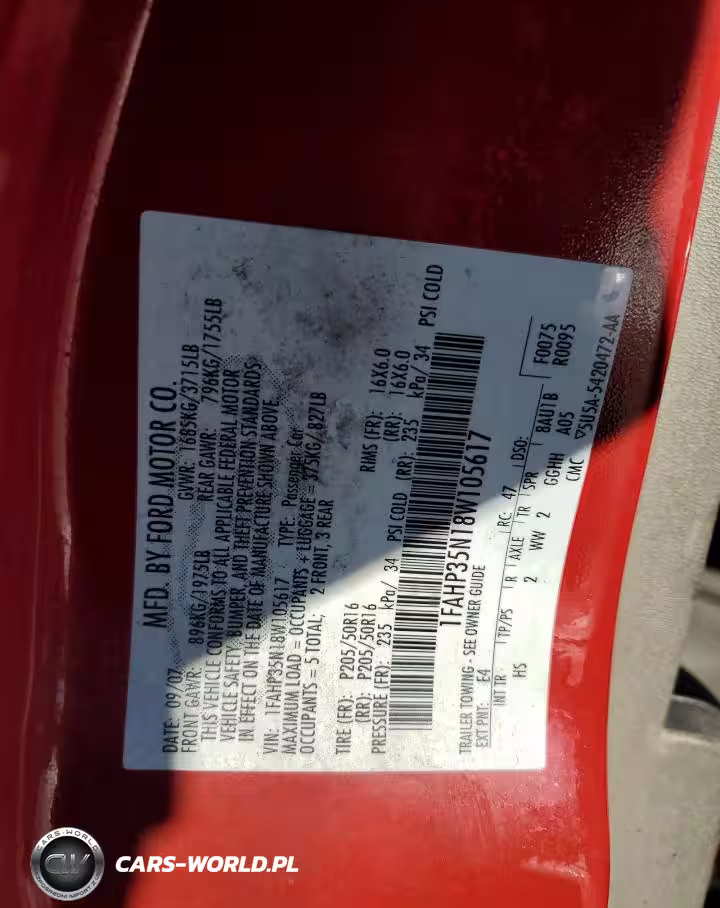 MFD. BY FORD MOTOR CO.
DATE: 09/07 GVWR: 1685KG/3715LB
FRONT GAWR: 896KG/1975LB REAR GAWR: 796KG/1755LB
THIS VEHICLE CONFORMS TO ALL APPLICABLE FEDERAL MOTOR
VEHICLE SAFETY, BUMPER, AND THEFT PREVENTION STANDARDS
IN EFFECT ON THE DATE OF MANUFACTURE SHOWN ABOVE.
VIN: 1FAHP35N18W105617 TYPE: Passenger Car
MAXIMUM LOAD = OCCUPANTS + LUGGAGE = 375KG/ 827LB
OCCUPANTS = 5 TOTAL: 2 FRONT, 3 REAR
TIRE (FR): P205/50R16 RIMS (FR): 16X6.0
(RR): P205/50R16 (RR): 16X6.0
PRESSURE (FR): 235 kPa/ 34 PSI COLD (RR): 235 kPa/ 34 PSI COLD
1FAHP35N18W105617
TRAILER TOWING - SEE OWNER GUIDE
EXT PNT: E4 RC: 47 DSO: F0075
R0095
INT TR TP/PS R AXLE TR SPR
HS 2 WW 2 GGHH 8AU1B
CMC A05
▽5U5A-5420472-AA
CARS-WORLD
CW
CARS-WORLD.PL